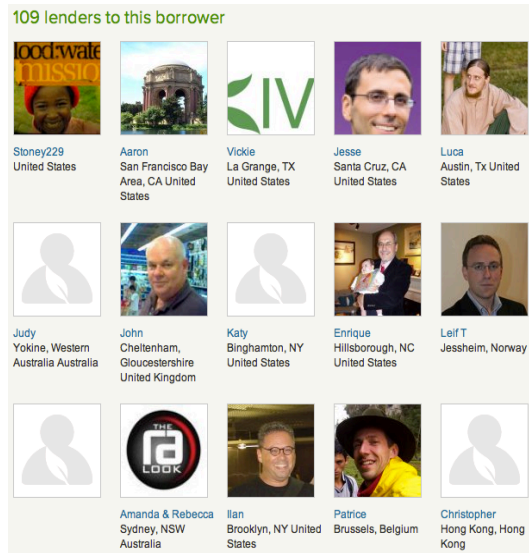 109 lenders to this borrower
lood:wate
missio
KIV
Stoney229
United States
Aaron
San Francisco Bay
Area, CA United
States
Vickie
La Grange, TX
United States
Jesse
Santa Cruz, CA
United States
Luca
Austin, Tx United
States
Judy
Yokine, Western
Australia Australia
John
Cheltenham,
Gloucestershire
United Kingdom
Katy
Binghamton, NY
United States
Enrique
Hillsborough, NC
United States
Leif T
Jessheim, Norway
THE
ra
LOOK
Amanda & Rebecca
Sydney, NSW
Australia
Ilan
Brooklyn, NY United
States
Patrice
Brussels, Belgium
Christopher
Hong Kong, Hong
Kong